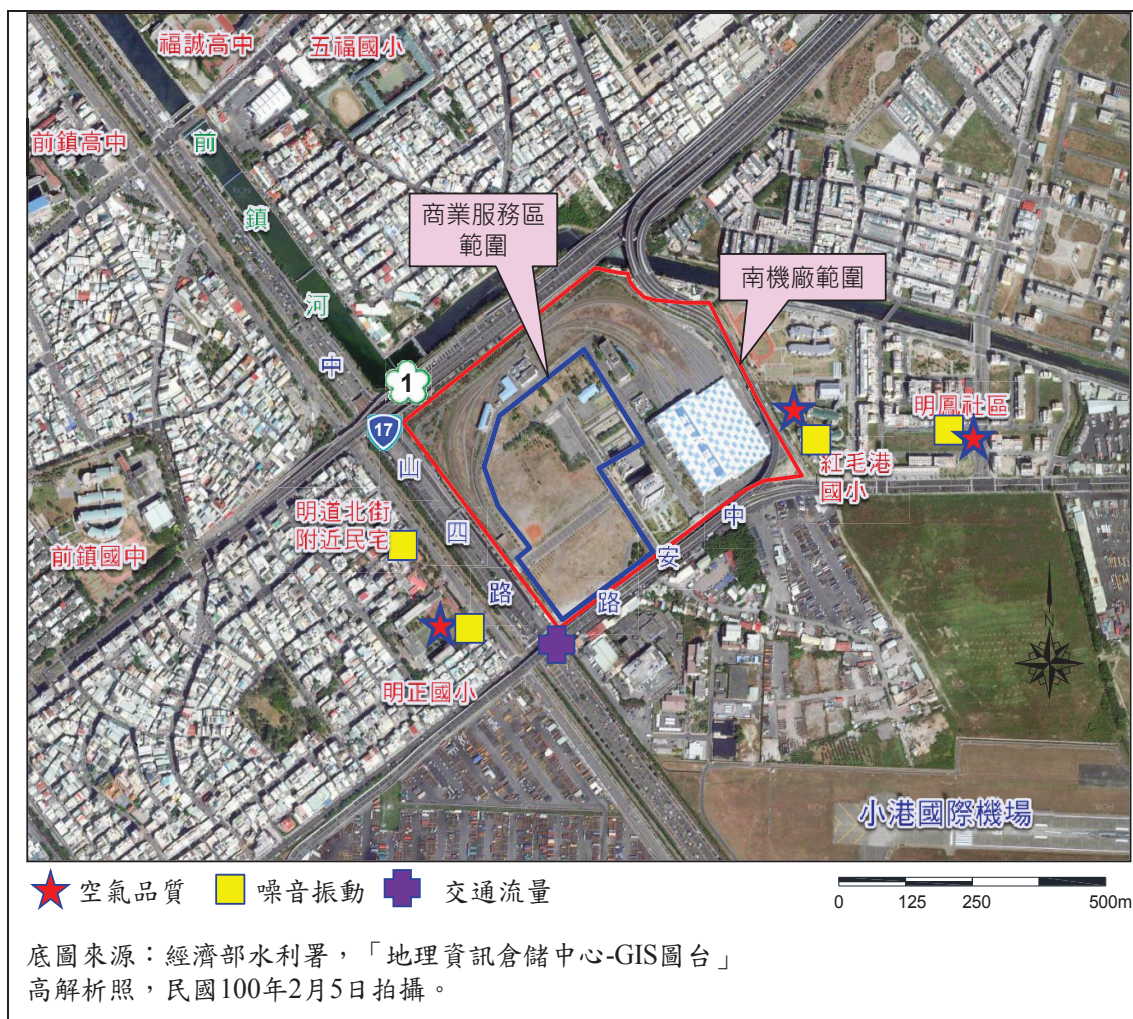 福誠高中
五福國小
前鎮高中
前
鎮
河
商業服務區
範圍
南機廠範圍
1
17
中
山
四
路
明鳳社區
紅毛港
國小
明道北街
附近民宅
前鎮國中
中
安
路
明正國小
N
小港國際機場
空氣品質
噪音振動
交通流量
0 125 250 500m
底圖來源：經濟部水利署，「地理資訊倉儲中心-GIS圖台」
高解析照，民國100年2月5日拍攝。